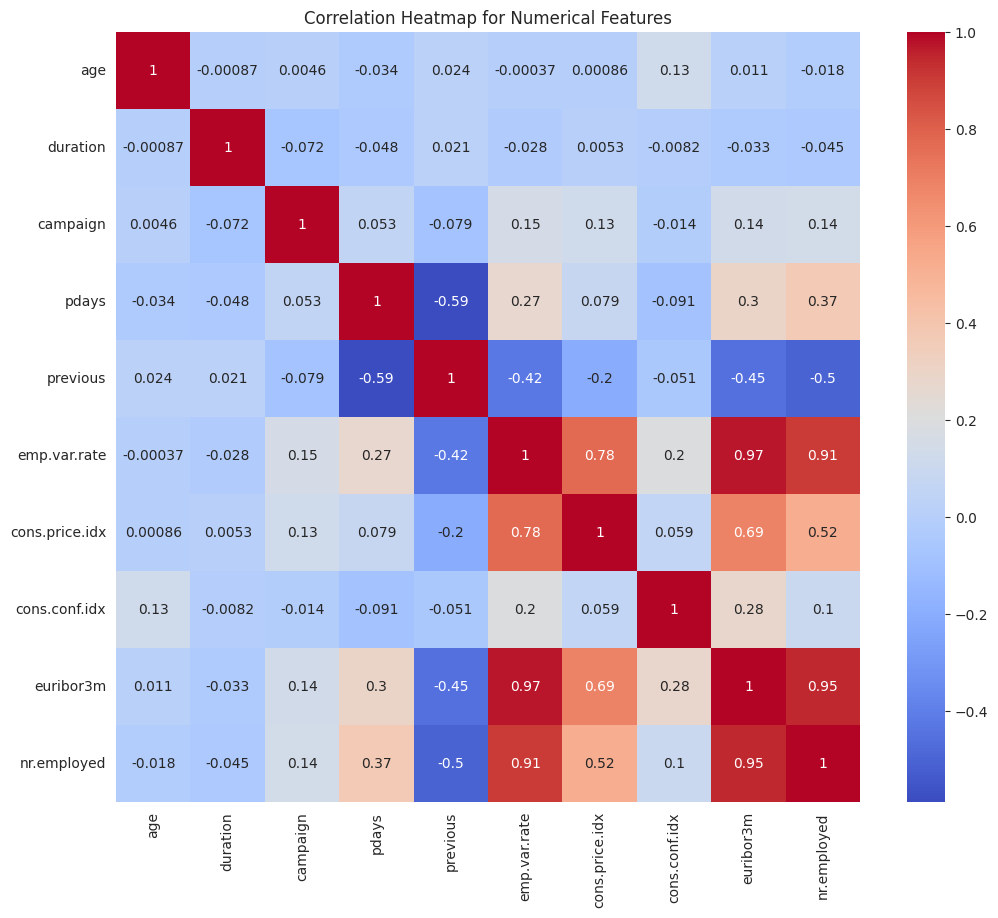 Correlation Heatmap for Numerical Features
age 1 -0.00087 0.0046 -0.034 0.024 -0.00037 0.00086 0.13 0.011 -0.018
duration -0.00087 1 -0.072 -0.048 0.021 -0.028 0.0053 -0.0082 -0.033 -0.045
campaign 0.0046 -0.072 1 0.053 -0.079 0.15 0.13 -0.014 0.14 0.14
pdays -0.034 -0.048 0.053 1 -0.59 0.27 0.079 -0.091 0.3 0.37
previous 0.024 0.021 -0.079 -0.59 1 -0.42 -0.2 -0.051 -0.45 -0.5
emp.var.rate -0.00037 -0.028 0.15 0.27 -0.42 1 0.78 0.2 0.97 0.91
cons.price.idx 0.00086 0.0053 0.13 0.079 -0.2 0.78 1 0.059 0.69 0.52
cons.conf.idx 0.13 -0.0082 -0.014 -0.091 -0.051 0.2 0.059 1 0.28 0.1
euribor3m 0.011 -0.033 0.14 0.3 -0.45 0.97 0.69 0.28 1 0.95
nr.employed -0.018 -0.045 0.14 0.37 -0.5 0.91 0.52 0.1 0.95 1
age duration campaign pdays previous emp.var.rate cons.price.idx cons.conf.idx euribor3m nr.employed
1.0
0.8
0.6
0.4
0.2
0.0
−0.2
−0.4